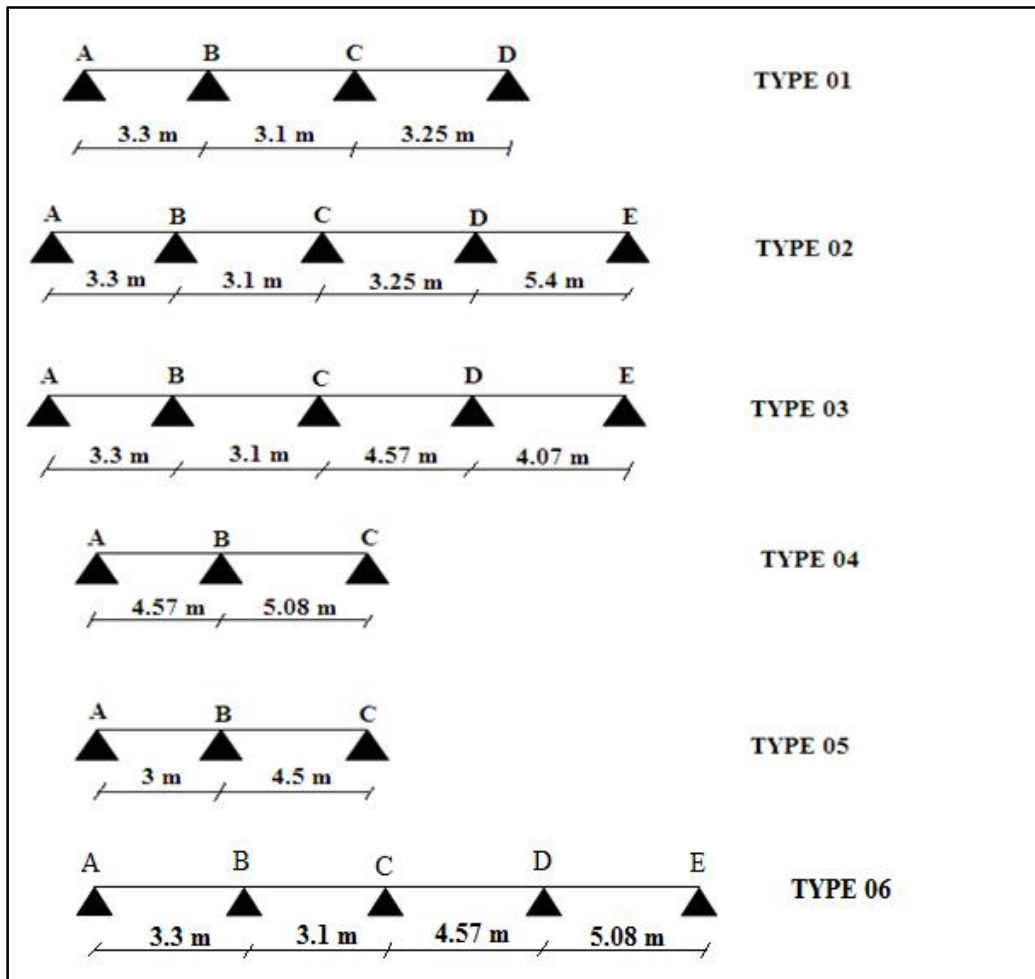 A B C D
TYPE 01
3.3 m 3.1 m 3.25 m
A B C D E
TYPE 02
3.3 m 3.1 m 3.25 m 5.4 m
A B C D E
TYPE 03
3.3 m 3.1 m 4.57 m 4.07 m
A B C
TYPE 04
4.57 m 5.08 m
A B C
TYPE 05
3 m 4.5 m
A B C D E
TYPE 06
3.3 m 3.1 m 4.57 m 5.08 m